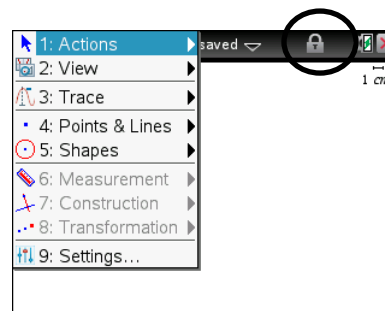 1: Actions
saved
2: View
1 cm
3: Trace
4: Points & Lines
5: Shapes
6: Measurement
7: Construction
8: Transformation
9: Settings...